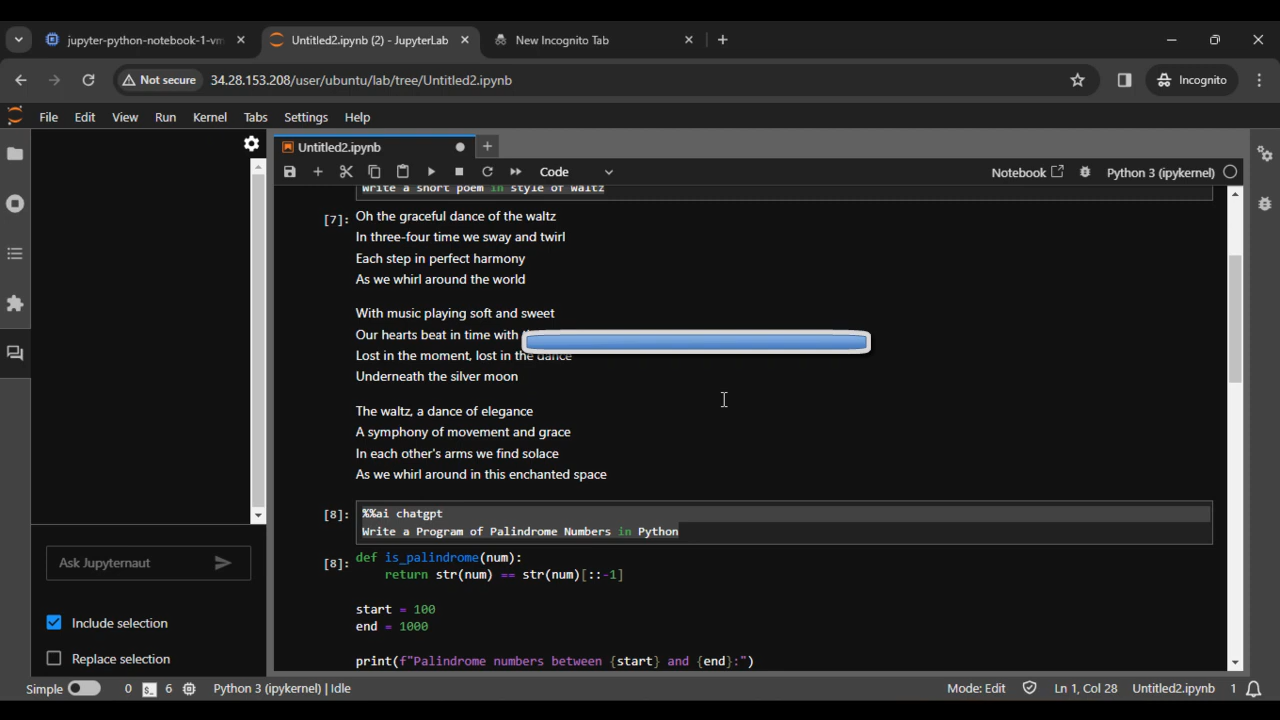 jupyter-python-notebook-1-vm
Untitled2.ipynb (2) - JupyterLab
New Incognito Tab
Not secure
34.28.153.208/user/ubuntu/lab/tree/Untitled2.ipynb
Incognito
File Edit View Run Kernel Tabs Settings Help
Untitled2.ipynb
Code
Notebook
Python 3 (ipykernel)
Write a short poem in style of waltz
[7]: Oh the graceful dance of the waltz
In three-four time we sway and twirl
Each step in perfect harmony
As we whirl around the world
With music playing soft and sweet
Our hearts beat in time with
Lost in the moment, lost in the dance
Underneath the silver moon
The waltz, a dance of elegance
A symphony of movement and grace
In each other's arms we find solace
As we whirl around in this enchanted space
[8]: %%ai chatgpt
Write a Program of Palindrome Numbers in Python
[8]: def is_palindrome(num):
return str(num) == str(num)[::-1]
start = 100
end = 1000
print(f"Palindrome numbers between {start} and {end}:")
Ask Jupyternaut
Include selection
Replace selection
Simple 0 6 Python 3 (ipykernel) | Idle
Mode: Edit Ln 1, Col 28 Untitled2.ipynb 1